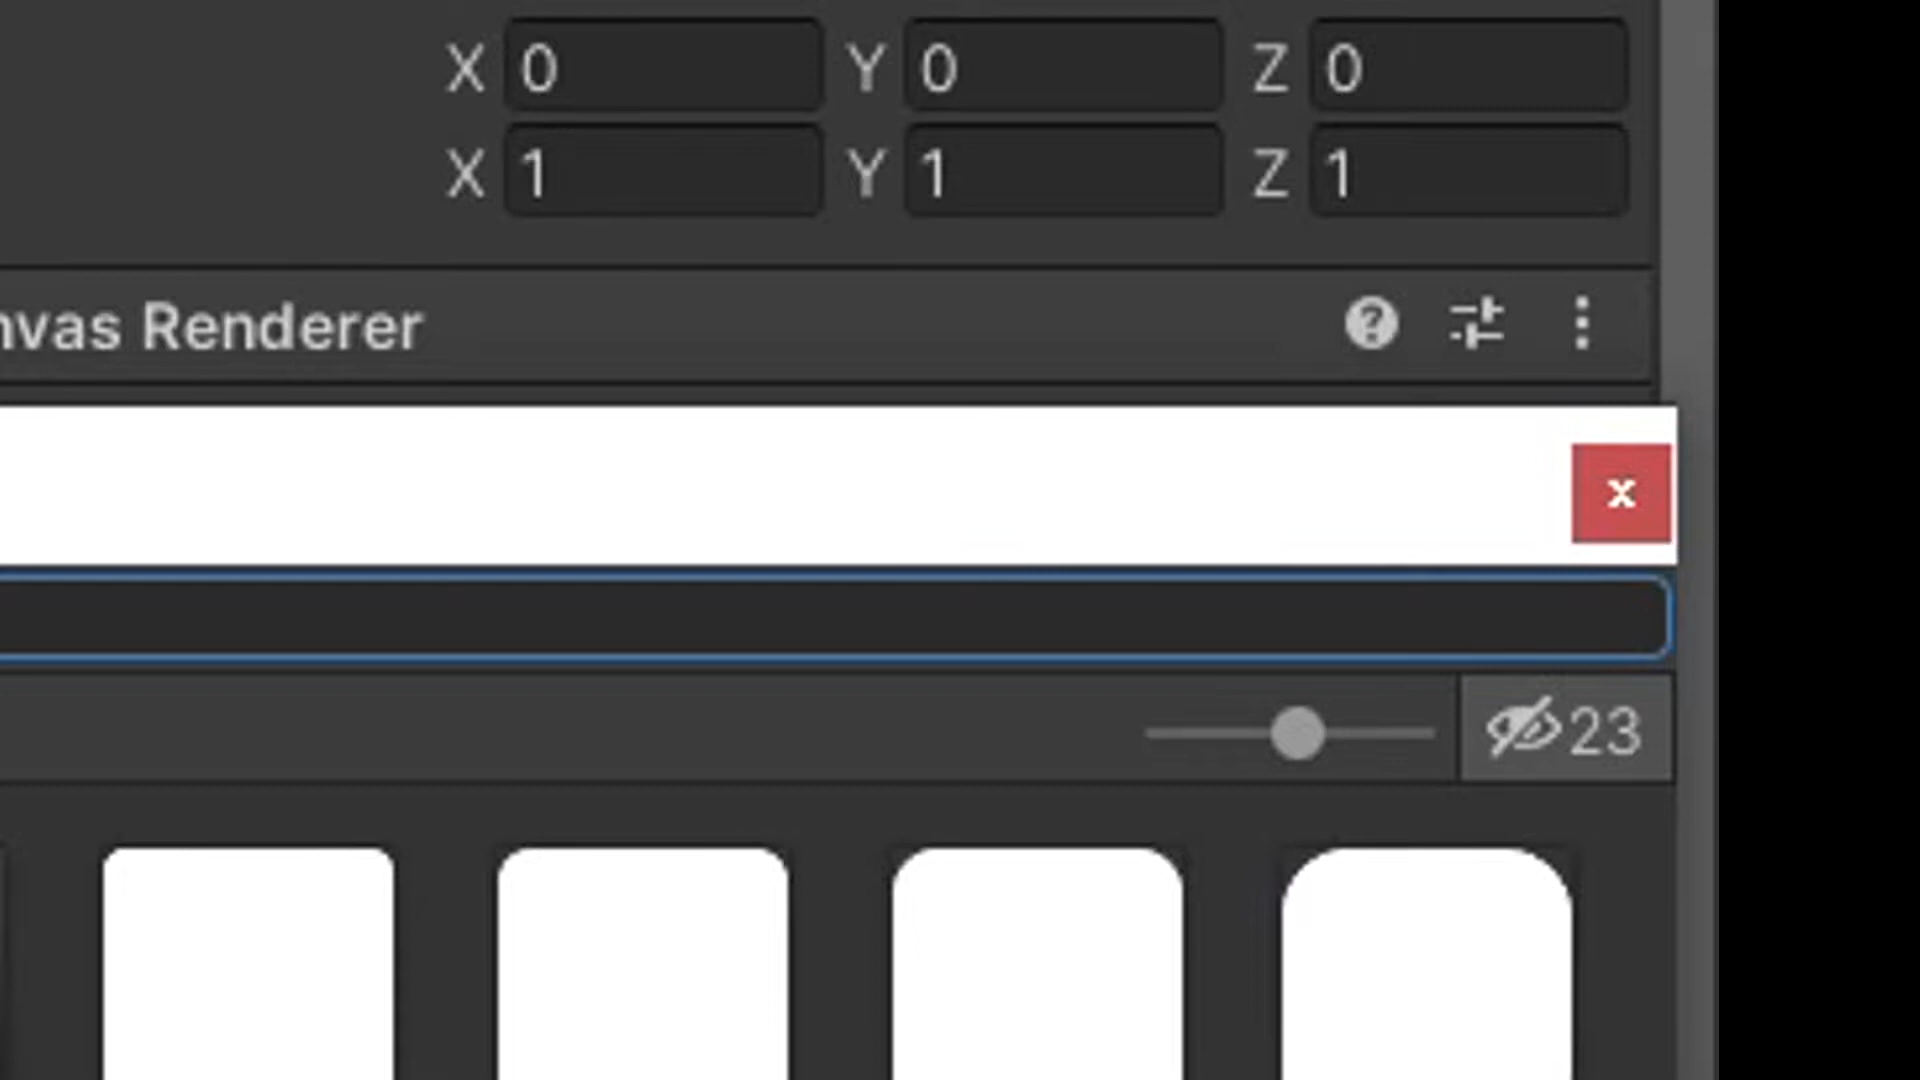 X 0 Y 0 Z 0
X 1 Y 1 Z 1
nvas Renderer
x
23